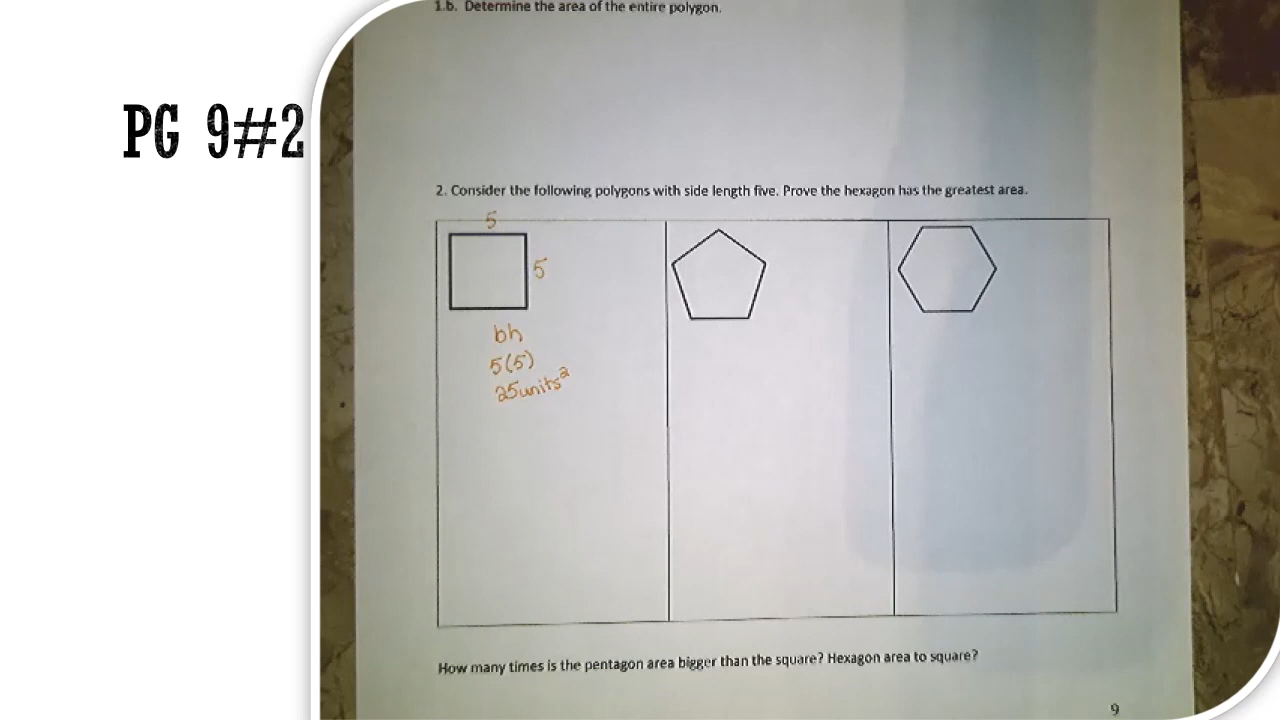 PG 9#2
1.b. Determine the area of the entire polygon.
2. Consider the following polygons with side length five. Prove the hexagon has the greatest area.
5
5
bh
5(5)
25units²
How many times is the pentagon area bigger than the square? Hexagon area to square?
9